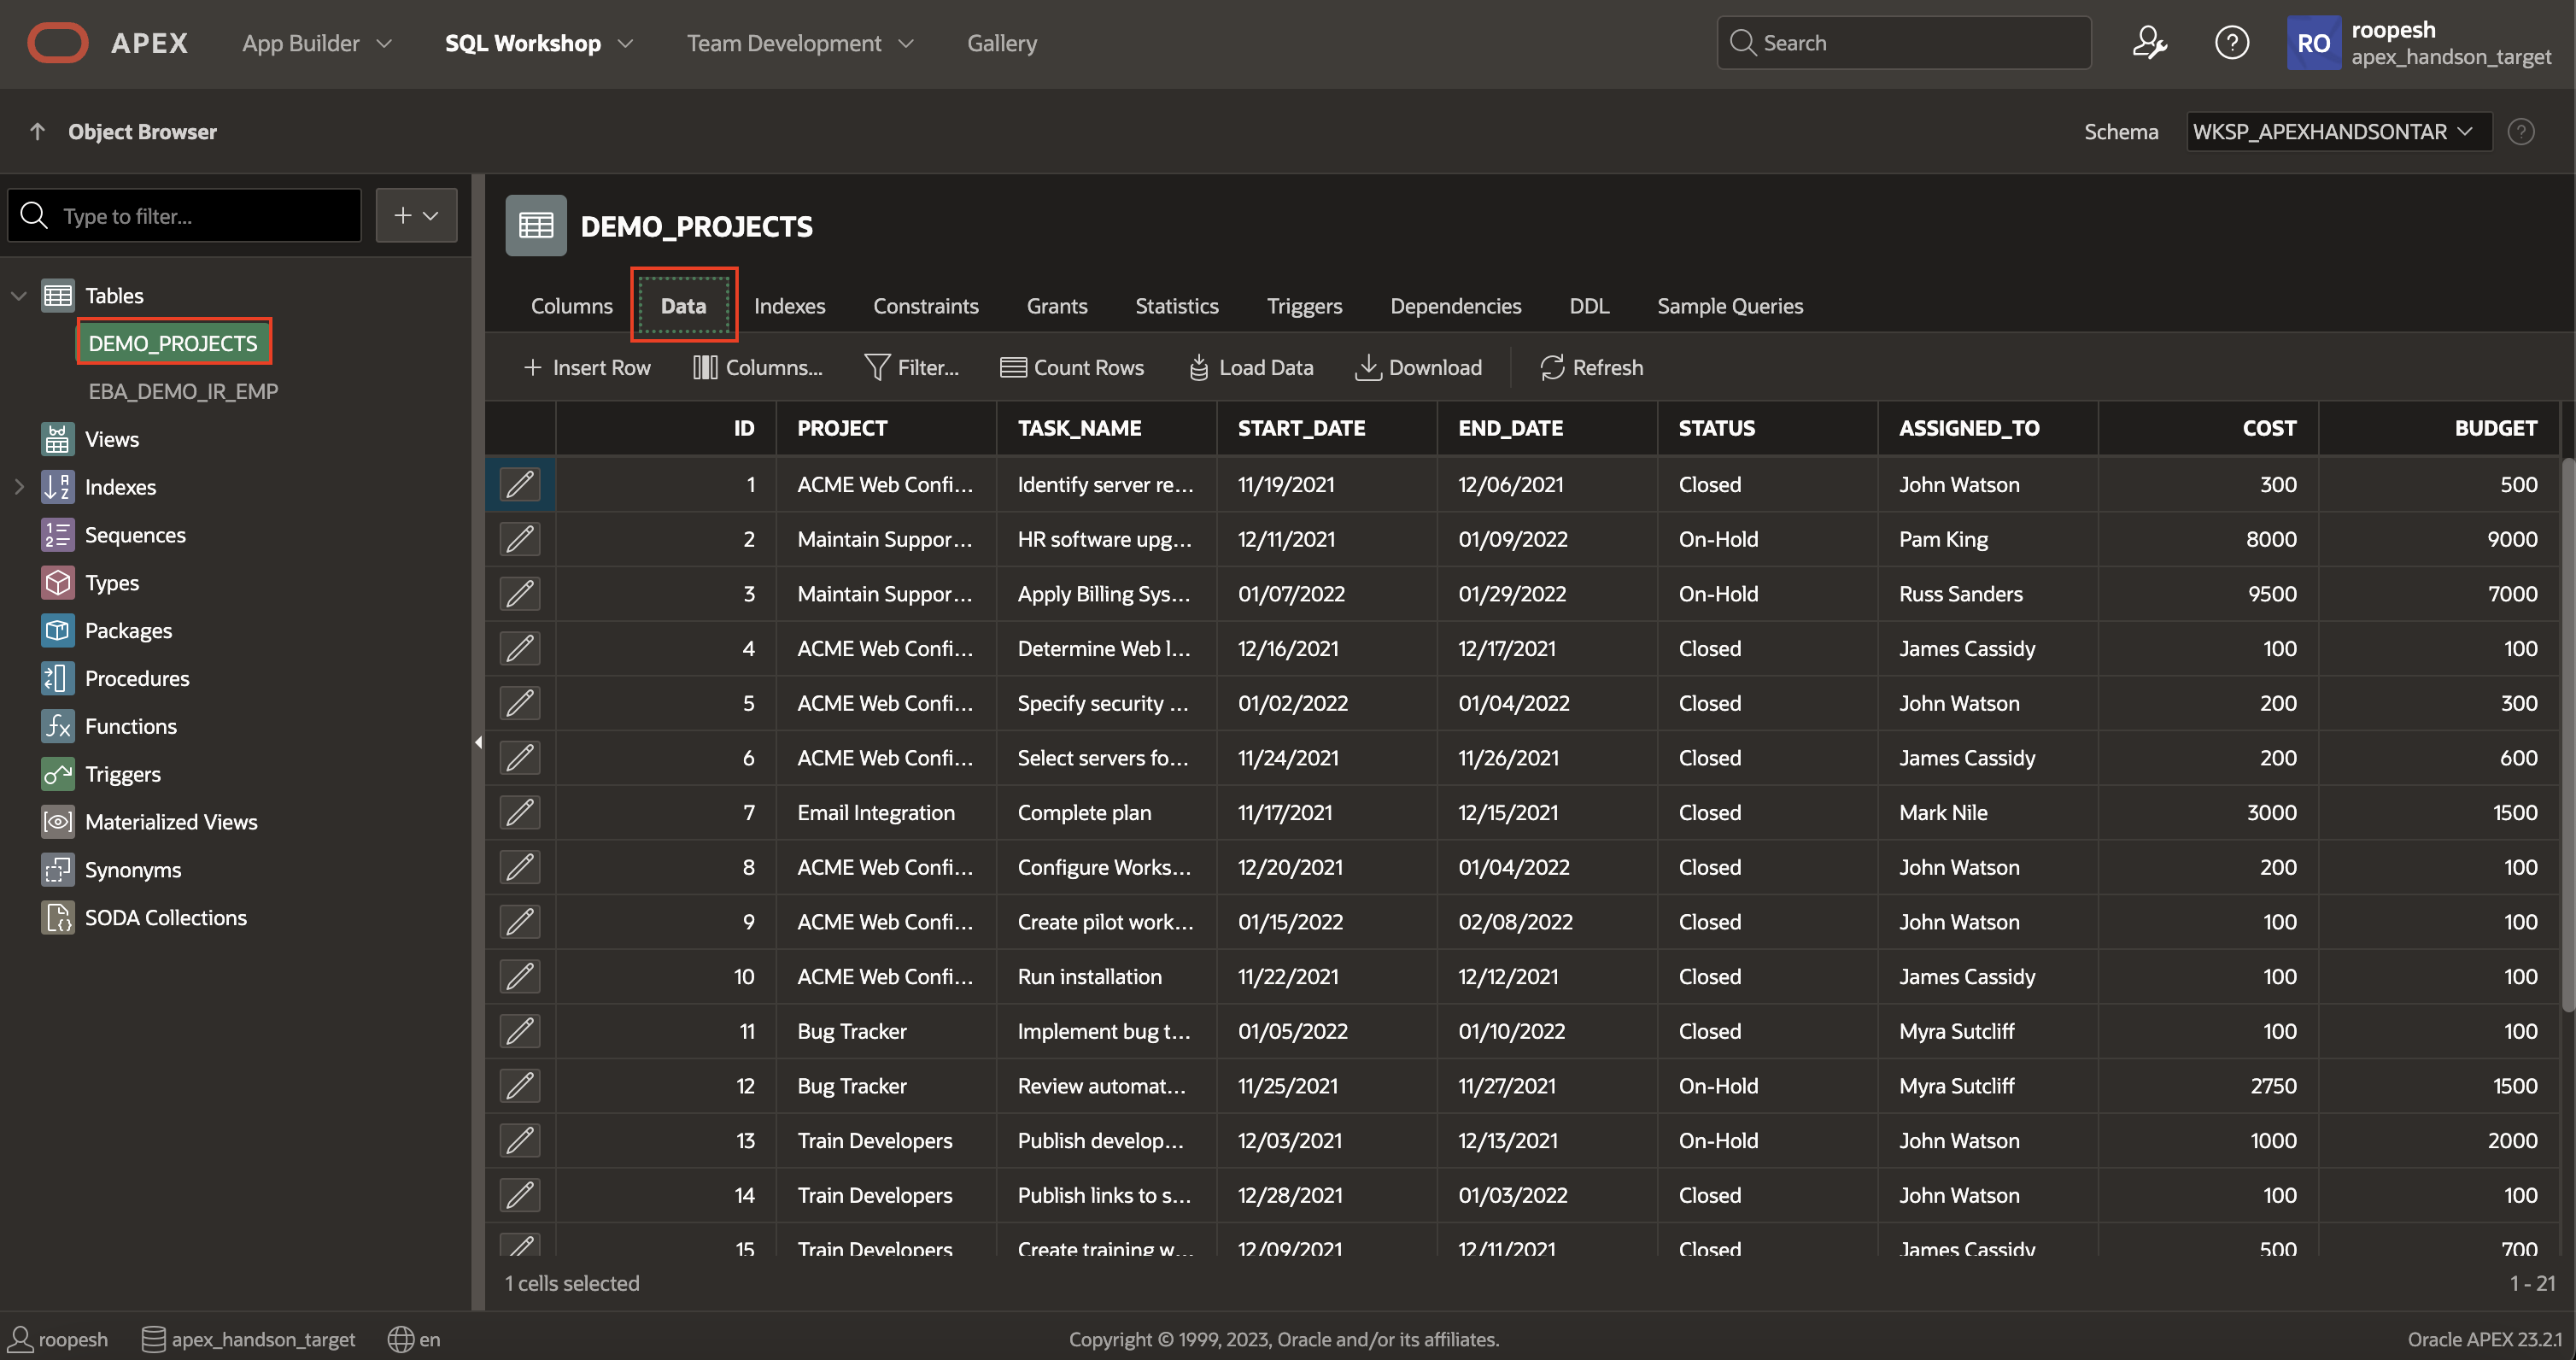 APEX App Builder SQL Workshop Team Development Gallery Search RO roopesh
apex_handson_target
Object Browser Schema WKSP_APEXHANDSONTAR
Type to filter...
Tables
DEMO_PROJECTS
EBA_DEMO_IR_EMP
Views
Indexes
Sequences
Types
Packages
Procedures
Functions
Triggers
Materialized Views
Synonyms
SODA Collections
DEMO_PROJECTS
Columns Data Indexes Constraints Grants Statistics Triggers Dependencies DDL Sample Queries
Insert Row Columns... Filter... Count Rows Load Data Download Refresh
ID PROJECT TASK_NAME START_DATE END_DATE STATUS ASSIGNED_TO COST BUDGET
1 ACME Web Confi... Identify server re... 11/19/2021 12/06/2021 Closed John Watson 300 500
2 Maintain Suppor... HR software upg... 12/11/2021 01/09/2022 On-Hold Pam King 8000 9000
3 Maintain Suppor... Apply Billing Sys... 01/07/2022 01/29/2022 On-Hold Russ Sanders 9500 7000
4 ACME Web Confi... Determine Web l... 12/16/2021 12/17/2021 Closed James Cassidy 100 100
5 ACME Web Confi... Specify security ... 01/02/2022 01/04/2022 Closed John Watson 200 300
6 ACME Web Confi... Select servers fo... 11/24/2021 11/26/2021 Closed James Cassidy 200 600
7 Email Integration Complete plan 11/17/2021 12/15/2021 Closed Mark Nile 3000 1500
8 ACME Web Confi... Configure Works... 12/20/2021 01/04/2022 Closed John Watson 200 100
9 ACME Web Confi... Create pilot work... 01/15/2022 02/08/2022 Closed John Watson 100 100
10 ACME Web Confi... Run installation 11/22/2021 12/12/2021 Closed James Cassidy 100 100
11 Bug Tracker Implement bug t... 01/05/2022 01/10/2022 Closed Myra Sutcliff 100 100
12 Bug Tracker Review automat... 11/25/2021 11/27/2021 On-Hold Myra Sutcliff 2750 1500
13 Train Developers Publish develop... 12/03/2021 12/13/2021 On-Hold John Watson 1000 2000
14 Train Developers Publish links to s... 12/28/2021 01/03/2022 Closed John Watson 100 100
15 Train Developers Create training w... 12/09/2021 12/11/2021 Closed James Cassidy 500 700
1 cells selected 1 - 21
roopesh apex_handson_target en Copyright © 1999, 2023, Oracle and/or its affiliates. Oracle APEX 23.2.1